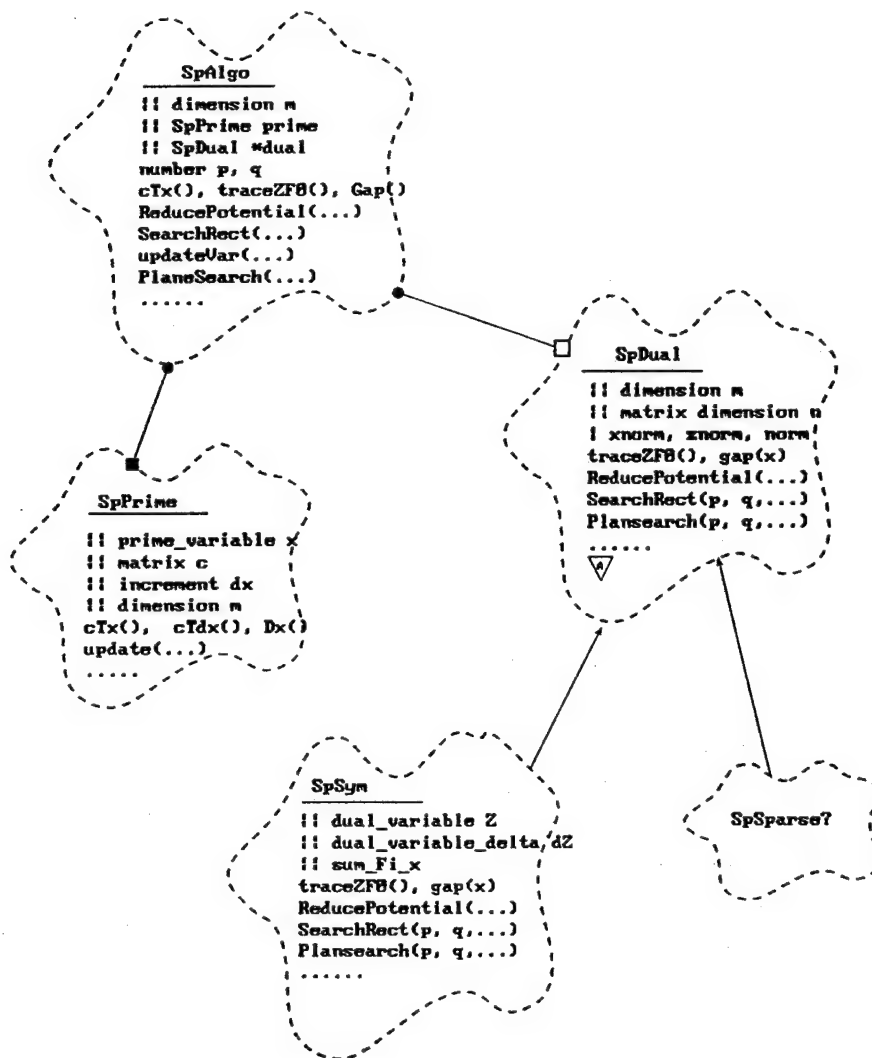 SpAlgo
|| dimension m
|| SpPrime prime
|| SpDual *dual
number p, q
cTx(), traceZF0(), Gap()
ReducePotential(...)
SearchRect(...)
updateVar(...)
PlaneSearch(...)
......
SpDual
|| dimension m
|| matrix dimension n
| xnorm, znorm, norm
traceZF0(), gap(x)
ReducePotential(...)
SearchRect(p, q,...)
Plansearch(p, q,...)
......
A
SpPrime
|| prime_variable x
|| matrix c
|| increment dx
|| dimension m
cTx(), cTdx(), Dx()
update(...)
.....
SpSym
|| dual_variable Z
|| dual_variable_delta dZ
|| sum_Fi_x
traceZF0(), gap(x)
ReducePotential(...)
SearchRect(p, q,...)
Plansearch(p, q,...)
......
SpSparse?